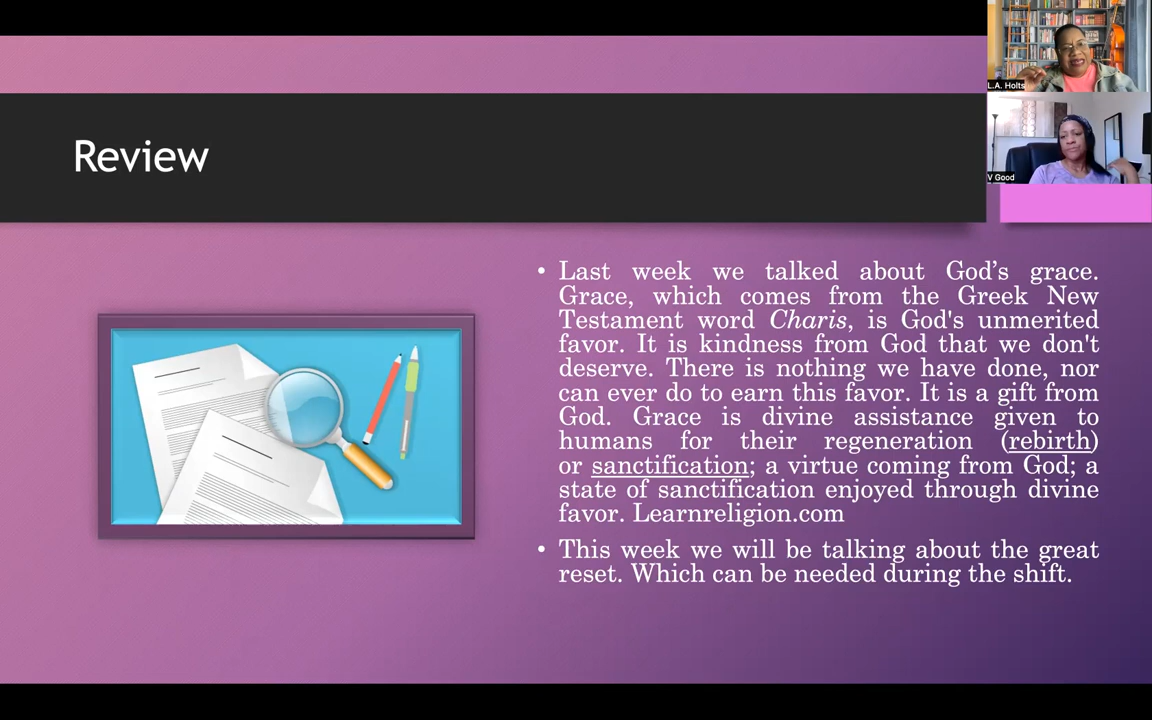 L.A. Holts
V Good
Review
• Last week we talked about God’s grace.
Grace, which comes from the Greek New
Testament word Charis, is God's unmerited
favor. It is kindness from God that we don't
deserve. There is nothing we have done, nor
can ever do to earn this favor. It is a gift from
God. Grace is divine assistance given to
humans for their regeneration (rebirth)
or sanctification; a virtue coming from God; a
state of sanctification enjoyed through divine
favor. Learnreligion.com
• This week we will be talking about the great
reset. Which can be needed during the shift.